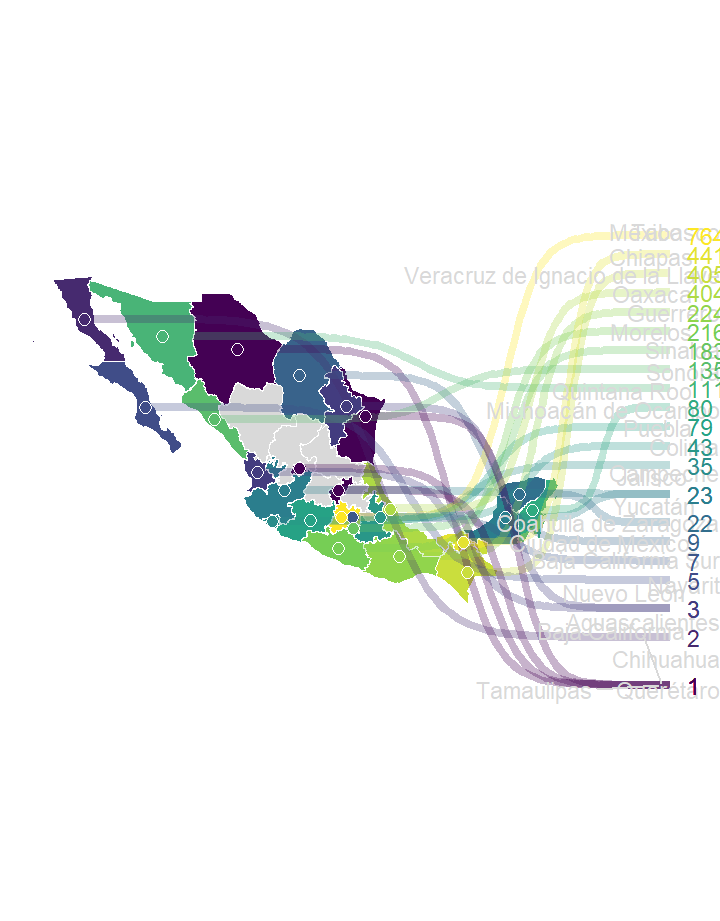 México Tabasco 764
441
Chiapas
Veracruz de Ignacio de la Llave 405
Oaxaca 404
Guerrero 224
Morelos 216
Sinaloa 183
Sonora 135
Quintana Roo 111
Michoacán de Ocampo 80
Puebla 79
Colima 43
Campeche 35
Jalisco
23
Yucatán
Coahuila de Zaragoza 22
Ciudad de México 9
Baja California Sur 7
Nayarit 5
Nuevo León 3
Aguascalientes
Baja California 2
Chihuahua
Tamaulipas Querétaro 1